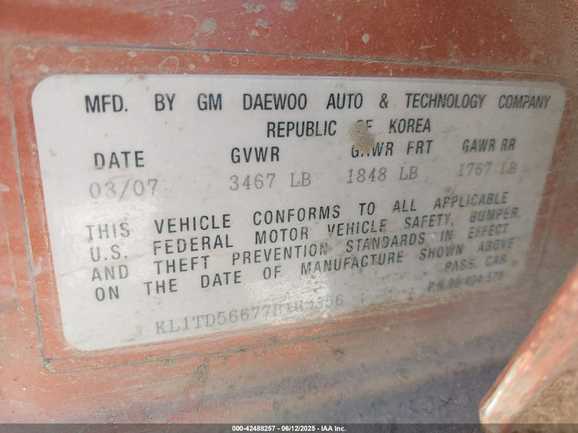 MFD. BY GM DAEWOO AUTO & TECHNOLOGY COMPANY
REPUBLIC OF KOREA
DATE GVWR GAWR FRT GAWR RR
03/07 3467 LB 1848 LB 1767 LB
THIS VEHICLE CONFORMS TO ALL APPLICABLE
U.S. FEDERAL MOTOR VEHICLE SAFETY, BUMPER,
AND THEFT PREVENTION STANDARDS IN EFFECT
ON THE DATE OF MANUFACTURE SHOWN ABOVE
PASS. CAR
000-42488257 - 06/12/2025 - IAA Inc.